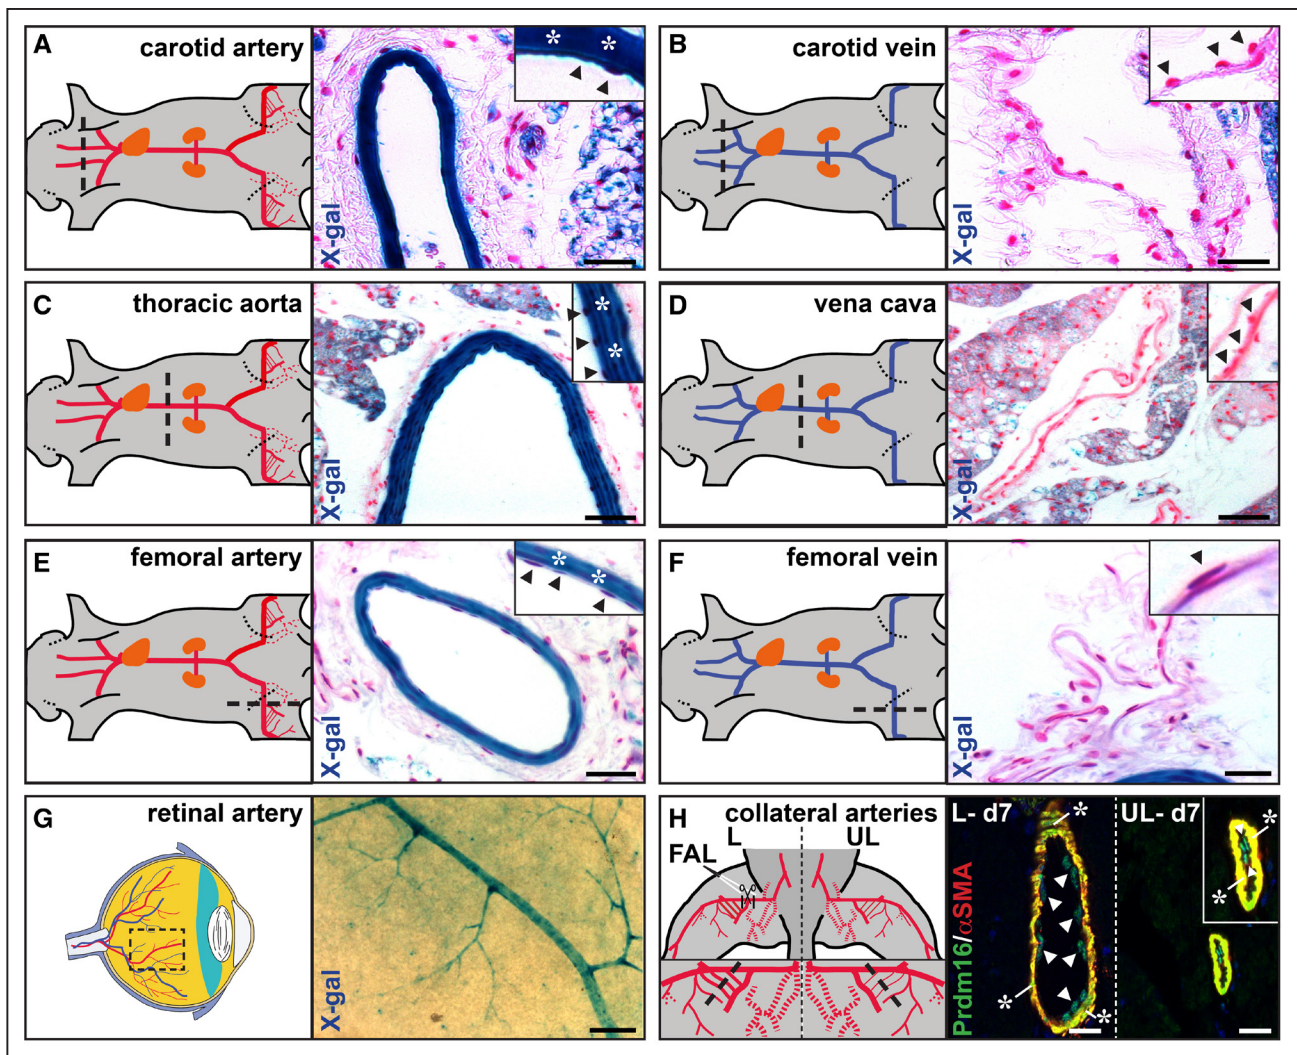 A carotid artery
X-gal
* *
B carotid vein
X-gal
C thoracic aorta
X-gal
*
*
D vena cava
X-gal
E femoral artery
X-gal
* *
F femoral vein
X-gal
G retinal artery
X-gal
H collateral arteries
L UL
FAL
L- d7 UL- d7
Prdm16/αSMA
*
*
*
*
*